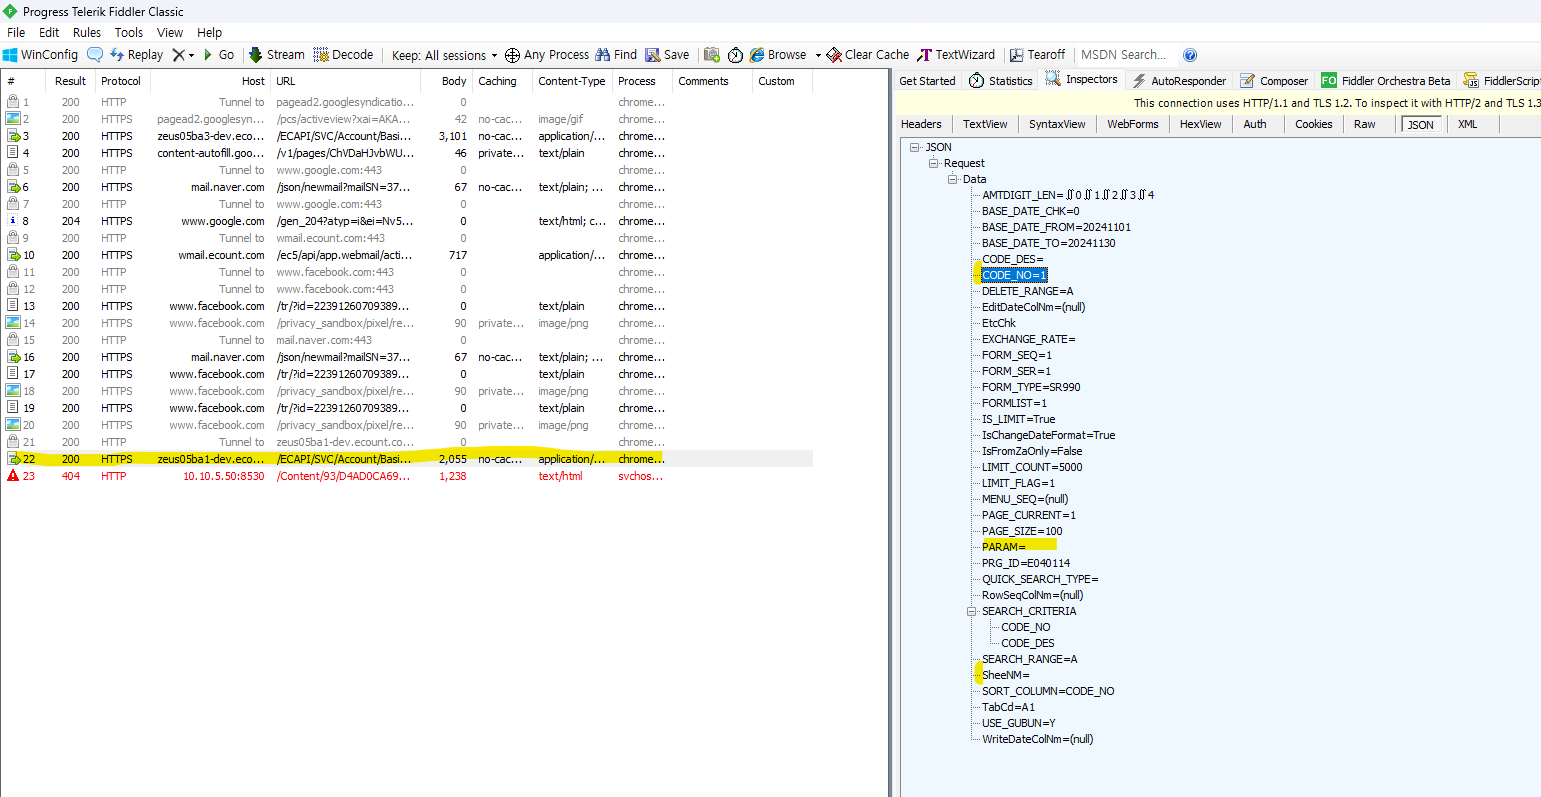 Progress Telerik Fiddler Classic
File Edit Rules Tools View Help
WinConfig Replay Go Stream Decode Keep: All sessions Any Process Find Save Browse Clear Cache TextWizard Tearoff MSDN Search...
# Result Protocol Host URL Body Caching Content-Type Process Comments Custom
1 200 HTTP Tunnel to pagead2.googlesyndicatio... 0 chrome...
2 200 HTTPS pagead2.googlesyn... /pcs/activeview?xai=AKA... 42 no-cac... image/gif chrome...
3 200 HTTPS zeus05ba3-dev.eco... /ECAPI/SVC/Account/Basi... 3,101 no-cac... application/... chrome...
4 200 HTTPS content-autofill.goo... /v1/pages/ChVDaHJvbWU... 46 private... text/plain chrome...
5 200 HTTP Tunnel to www.google.com:443 0 chrome...
6 200 HTTPS mail.naver.com /json/newmail?mailSN=37... 67 no-cac... text/plain; ... chrome...
7 200 HTTP Tunnel to www.google.com:443 0 chrome...
8 204 HTTPS www.google.com /gen_204?atyp=i&ei=Nv5... 0 text/html; c... chrome...
9 200 HTTP Tunnel to wmail.ecount.com:443 0 chrome...
10 200 HTTPS wmail.ecount.com /ec5/api/app.webmail/acti... 717 application/... chrome...
11 200 HTTP Tunnel to www.facebook.com:443 0 chrome...
12 200 HTTP Tunnel to www.facebook.com:443 0 chrome...
13 200 HTTPS www.facebook.com /tr/?id=22391260709389... 0 text/plain chrome...
14 200 HTTPS www.facebook.com /privacy_sandbox/pixel/re... 90 private... image/png chrome...
15 200 HTTP Tunnel to mail.naver.com:443 0 chrome...
16 200 HTTPS mail.naver.com /json/newmail?mailSN=37... 67 no-cac... text/plain; ... chrome...
17 200 HTTPS www.facebook.com /tr/?id=22391260709389... 0 text/plain chrome...
18 200 HTTPS www.facebook.com /privacy_sandbox/pixel/re... 90 private... image/png chrome...
19 200 HTTPS www.facebook.com /tr/?id=22391260709389... 0 text/plain chrome...
20 200 HTTPS www.facebook.com /privacy_sandbox/pixel/re... 90 private... image/png chrome...
21 200 HTTP Tunnel to zeus05ba1-dev.ecount.co... 0 chrome...
22 200 HTTPS zeus05ba1-dev.eco... /ECAPI/SVC/Account/Basi... 2,055 no-cac... application/... chrome...
23 404 HTTP 10.10.5.50:8530 /Content/93/D4AD0CA69... 1,238 text/html svchos...
Get Started Statistics Inspectors AutoResponder Composer FO Fiddler Orchestra Beta FiddlerScript
This connection uses HTTP/1.1 and TLS 1.2. To inspect it with HTTP/2 and TLS 1.3
Headers TextView SyntaxView WebForms HexView Auth Cookies Raw JSON XML
JSON
Request
Data
AMTDIGIT_LEN=∬0∬1∬2∬3∬4
BASE_DATE_CHK=0
BASE_DATE_FROM=20241101
BASE_DATE_TO=20241130
CODE_DES=
CODE_NO=1
DELETE_RANGE=A
EditDateColNm=(null)
EtcChk
EXCHANGE_RATE=
FORM_SEQ=1
FORM_SER=1
FORM_TYPE=SR990
FORMLIST=1
IS_LIMIT=True
IsChangeDateFormat=True
IsFromZaOnly=False
LIMIT_COUNT=5000
LIMIT_FLAG=1
MENU_SEQ=(null)
PAGE_CURRENT=1
PAGE_SIZE=100
PARAM=
PRG_ID=E040114
QUICK_SEARCH_TYPE=
RowSeqColNm=(null)
SEARCH_CRITERIA
CODE_NO
CODE_DES
SEARCH_RANGE=A
SheeNM=
SORT_COLUMN=CODE_NO
TabCd=A1
USE_GUBUN=Y
WriteDateColNm=(null)